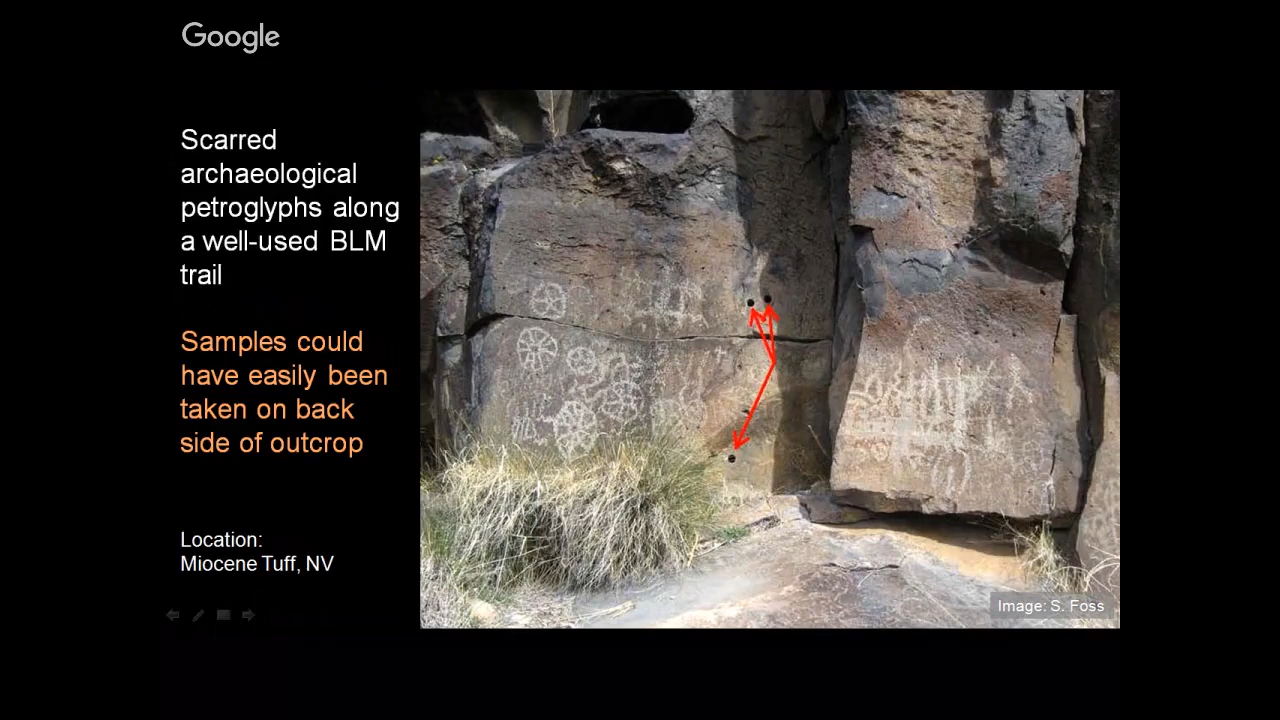 Google
Scarred
archaeological
petroglyphs along
a well-used BLM
trail
Samples could
have easily been
taken on back
side of outcrop
Location:
Miocene Tuff, NV
Image: S. Foss